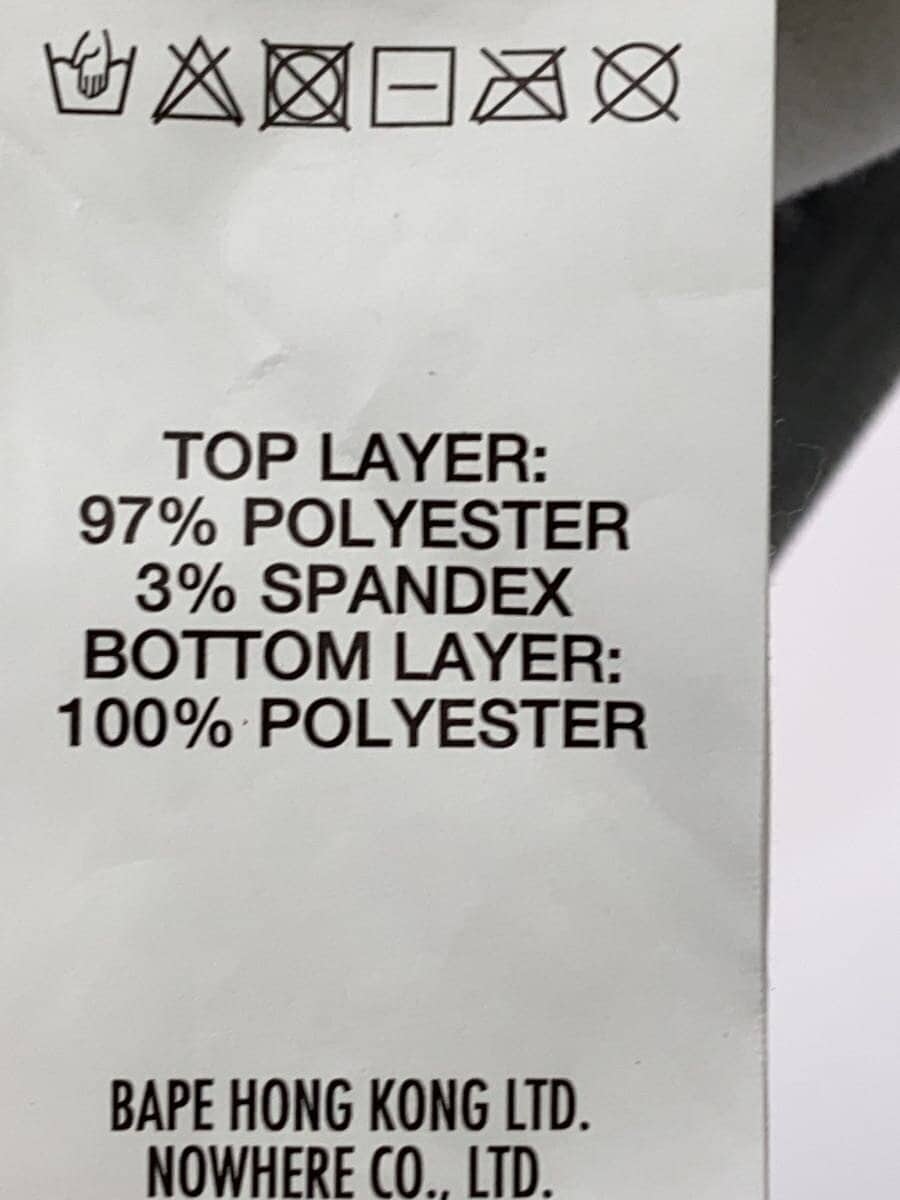 TOP LAYER:
97% POLYESTER
3% SPANDEX
BOTTOM LAYER:
100% POLYESTER
BAPE HONG KONG LTD.
NOWHERE CO., LTD.